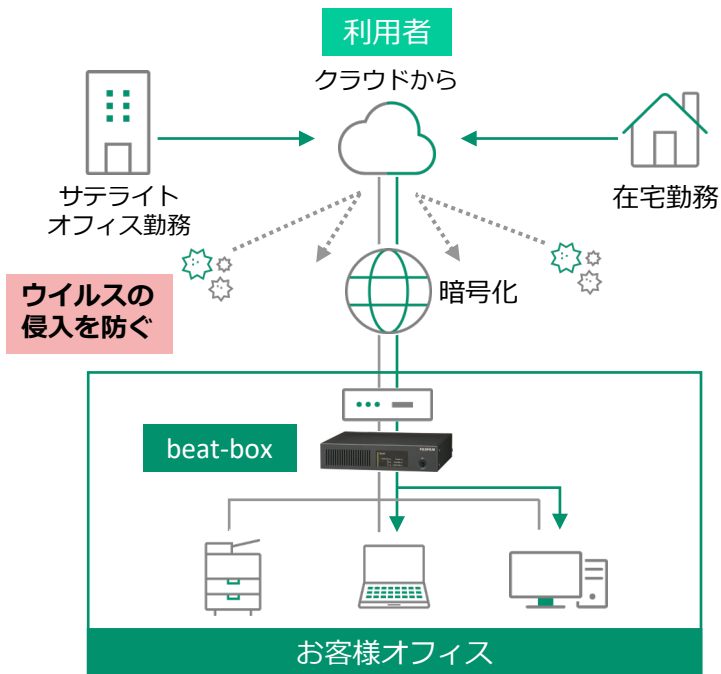 利用者
クラウドから
サテライト
オフィス勤務
在宅勤務
ウイルスの
侵入を防ぐ
暗号化
beat-box
お客様オフィス